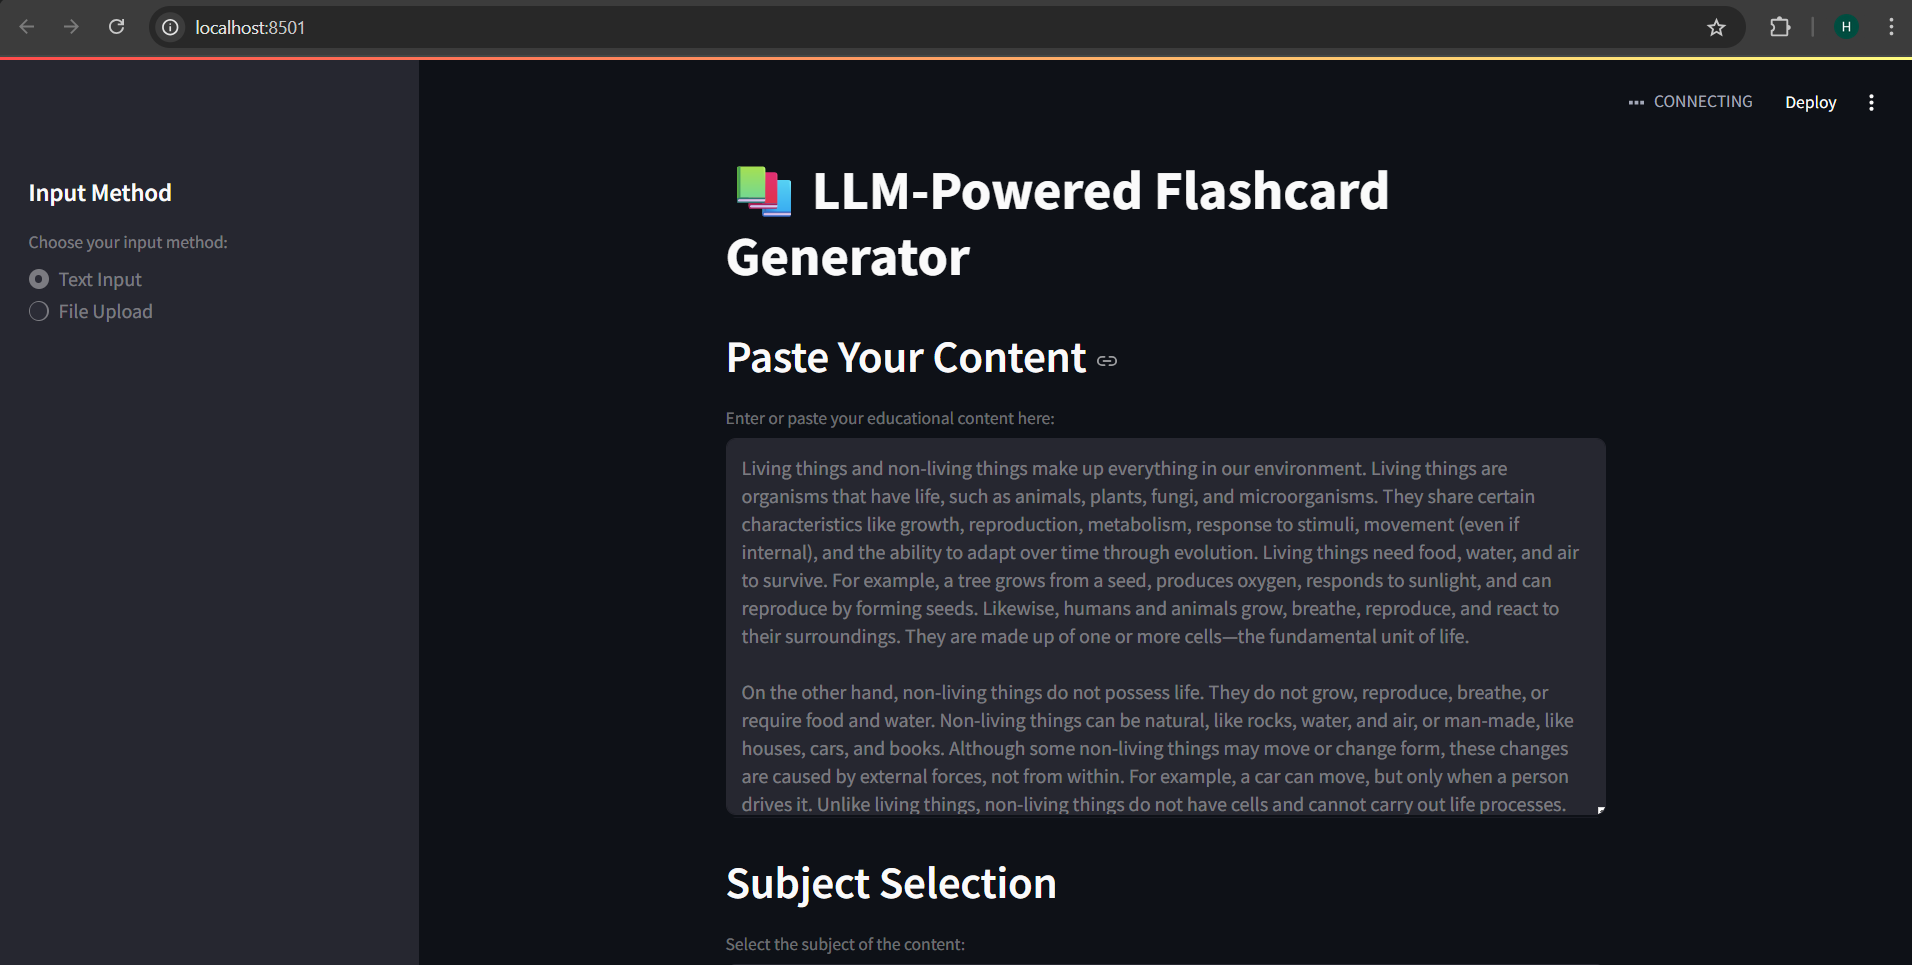 localhost:8501
H
CONNECTING
Deploy
Input Method
Choose your input method:
Text Input
File Upload
LLM-Powered Flashcard
Generator
Paste Your Content
Enter or paste your educational content here:
Living things and non-living things make up everything in our environment. Living things are
organisms that have life, such as animals, plants, fungi, and microorganisms. They share certain
characteristics like growth, reproduction, metabolism, response to stimuli, movement (even if
internal), and the ability to adapt over time through evolution. Living things need food, water, and air
to survive. For example, a tree grows from a seed, produces oxygen, responds to sunlight, and can
reproduce by forming seeds. Likewise, humans and animals grow, breathe, reproduce, and react to
their surroundings. They are made up of one or more cells—the fundamental unit of life.
On the other hand, non-living things do not possess life. They do not grow, reproduce, breathe, or
require food and water. Non-living things can be natural, like rocks, water, and air, or man-made, like
houses, cars, and books. Although some non-living things may move or change form, these changes
are caused by external forces, not from within. For example, a car can move, but only when a person
drives it. Unlike living things, non-living things do not have cells and cannot carry out life processes.
Subject Selection
Select the subject of the content: